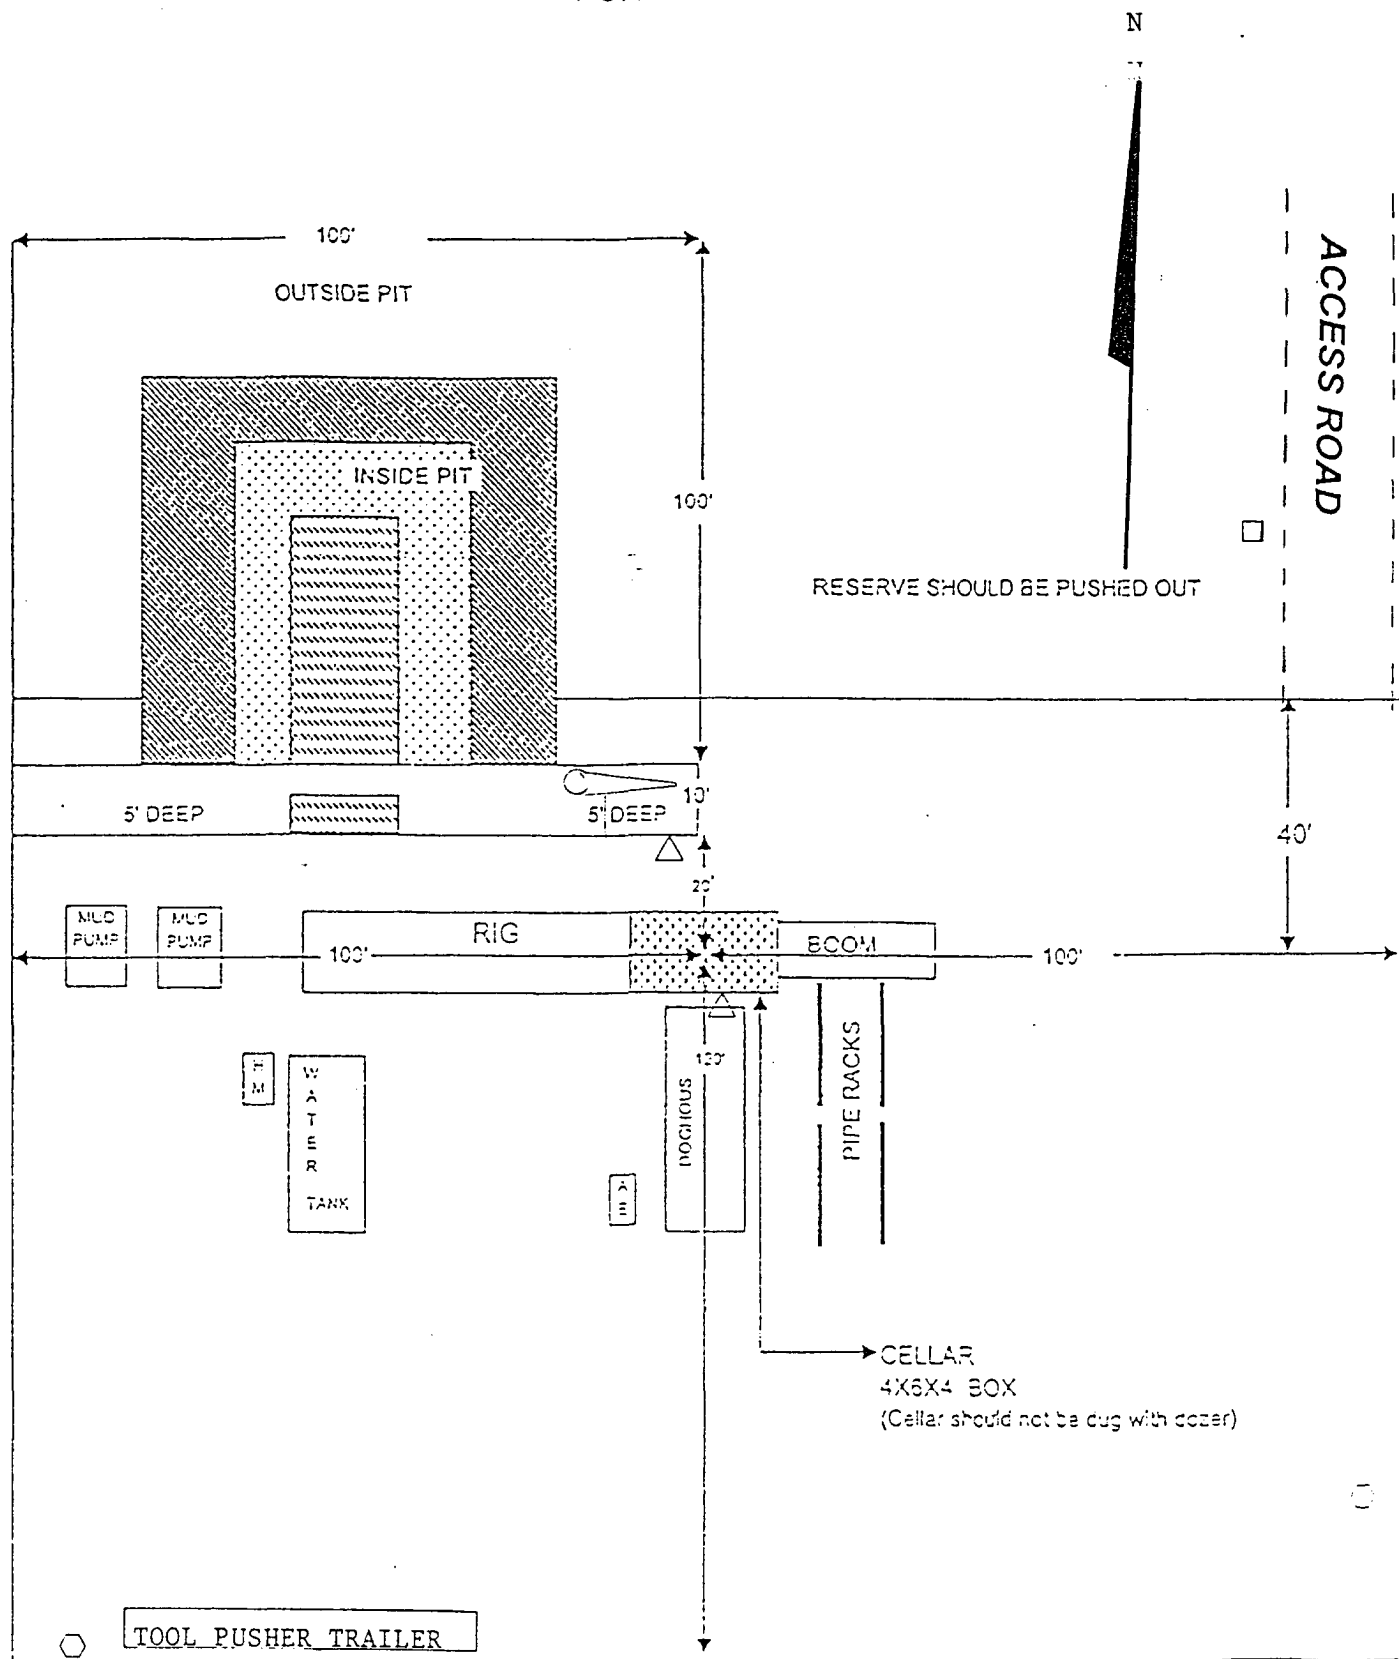 N
100'
OUTSIDE PIT
ACCESS ROAD
INSIDE PIT
100'
RESERVE SHOULD BE PUSHED OUT
10'
5' DEEP
5' DEEP
40'
20'
MUD
PUMP
MUD
PUMP
RIG
BOOM
100'
100'
H
M
WATER
TANK
DOGHOUS
120'
PIPE RACKS
A
E
CELLAR
4X6X4 BOX
(Cellar should not be dug with dozer)
TOOL PUSHER TRAILER